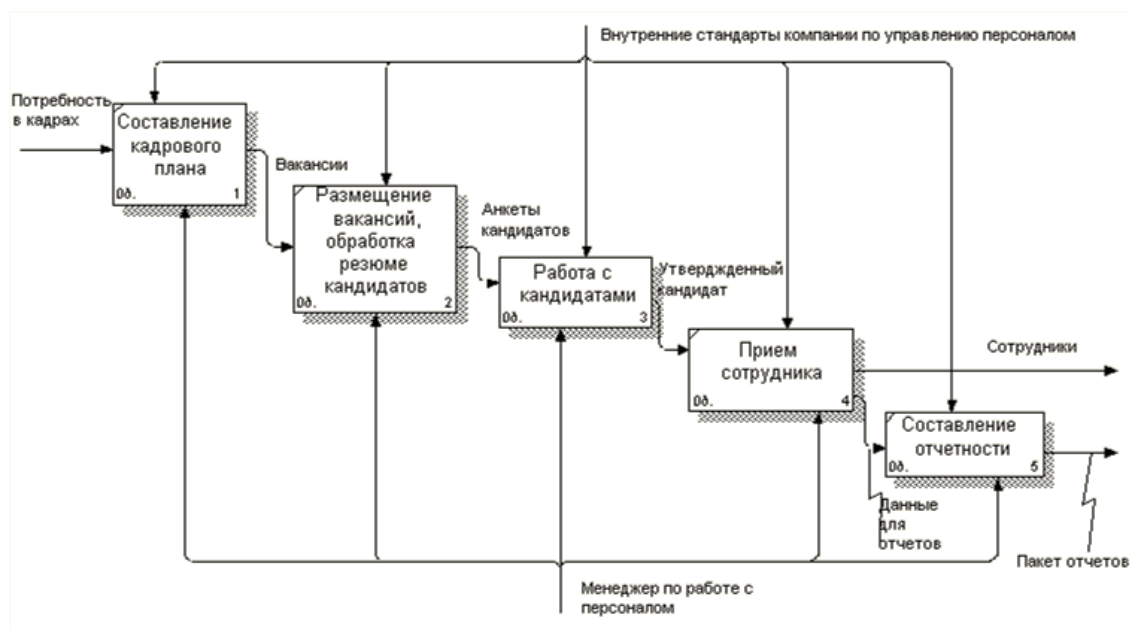 Внутренние стандарты компании по управлению персоналом
Потребность
в кадрах
Составление
кадрового
плана
0д.
1
Вакансии
Размещение
вакансий,
обработка
резюме
кандидатов
0д.
2
Анкеты
кандидатов
Работа с
кандидатами
0д.
3
Утверджденный
кандидат
Прием
сотрудника
0д.
4
Сотрудники
Составление
отчетности
0д.
5
Данные
для
отчетов
Пакет отчетов
Менеджер по работе с
персоналом